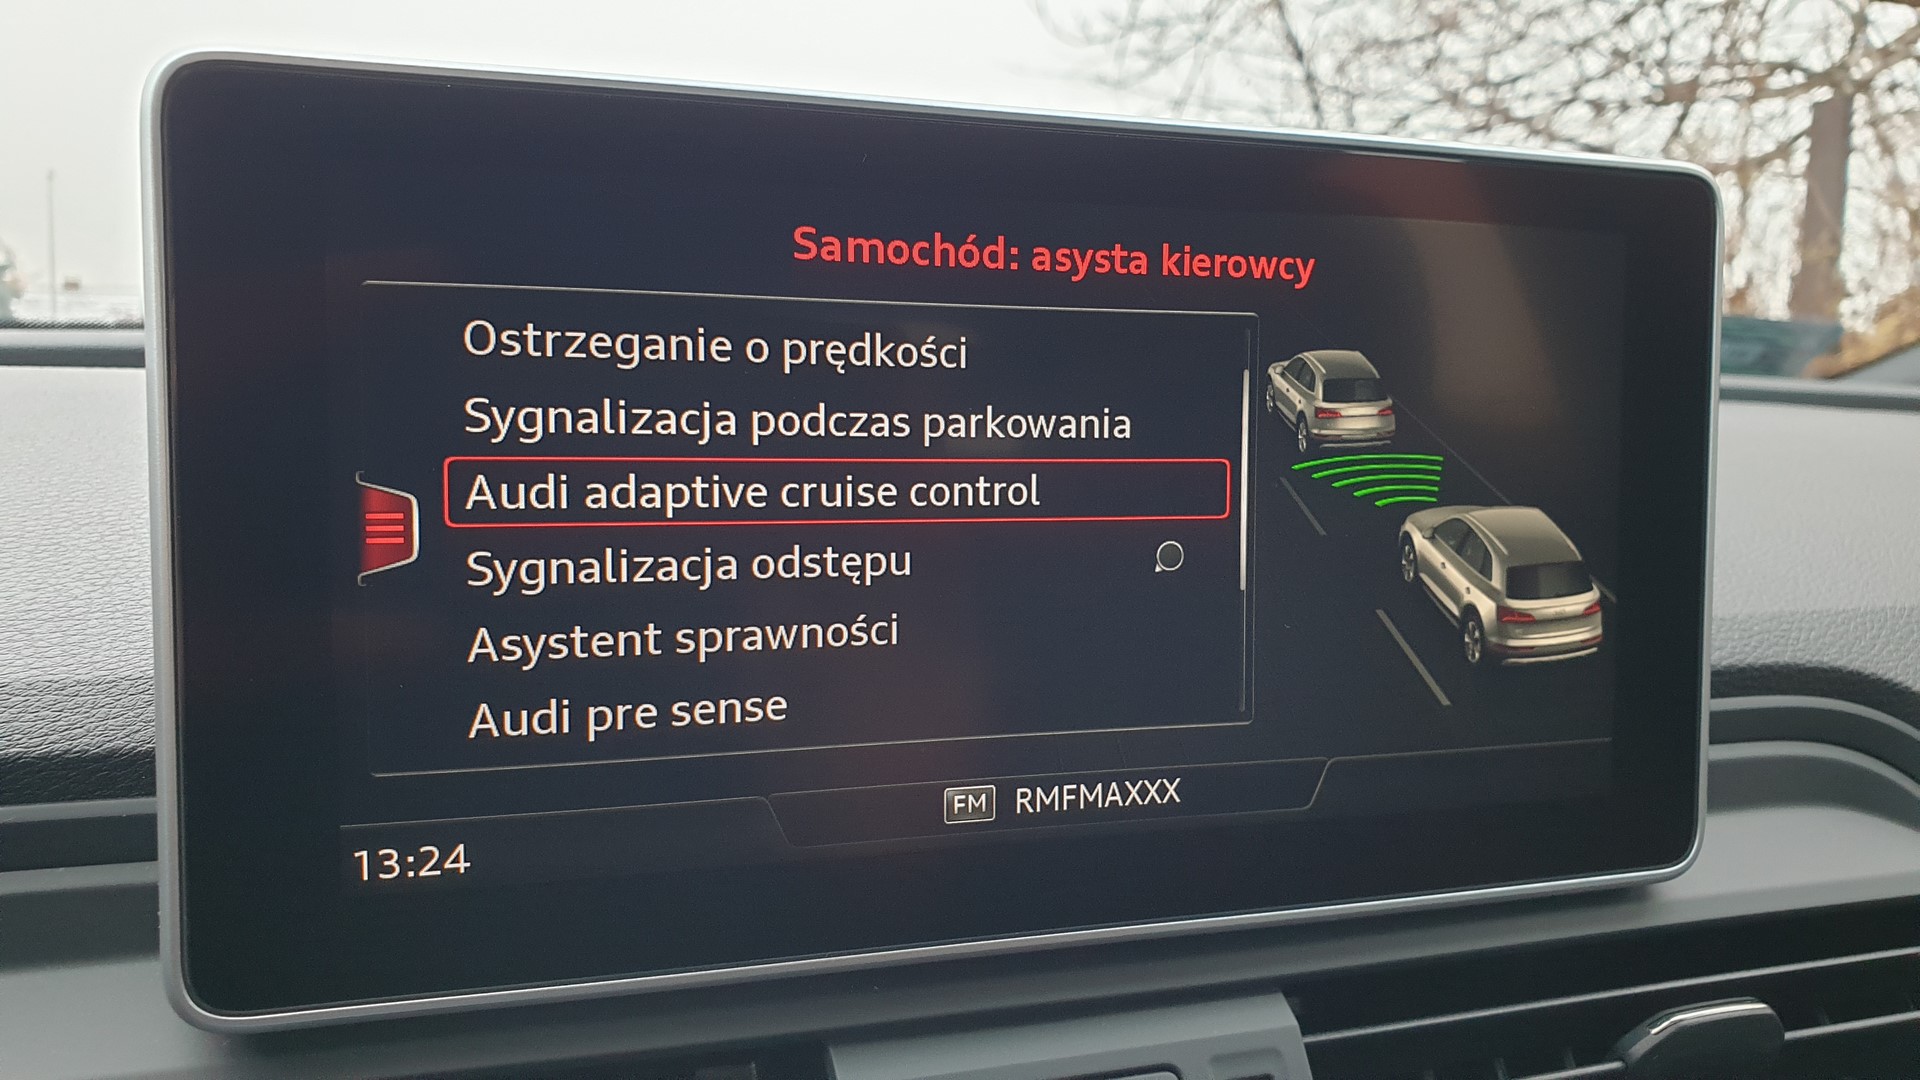 Samochód: asysta kierowcy
Ostrzeganie o prędkości
Sygnalizacja podczas parkowania
Audi adaptive cruise control
Sygnalizacja odstępu
Asystent sprawności
Audi pre sense
FM RMFMAXXX
13:24